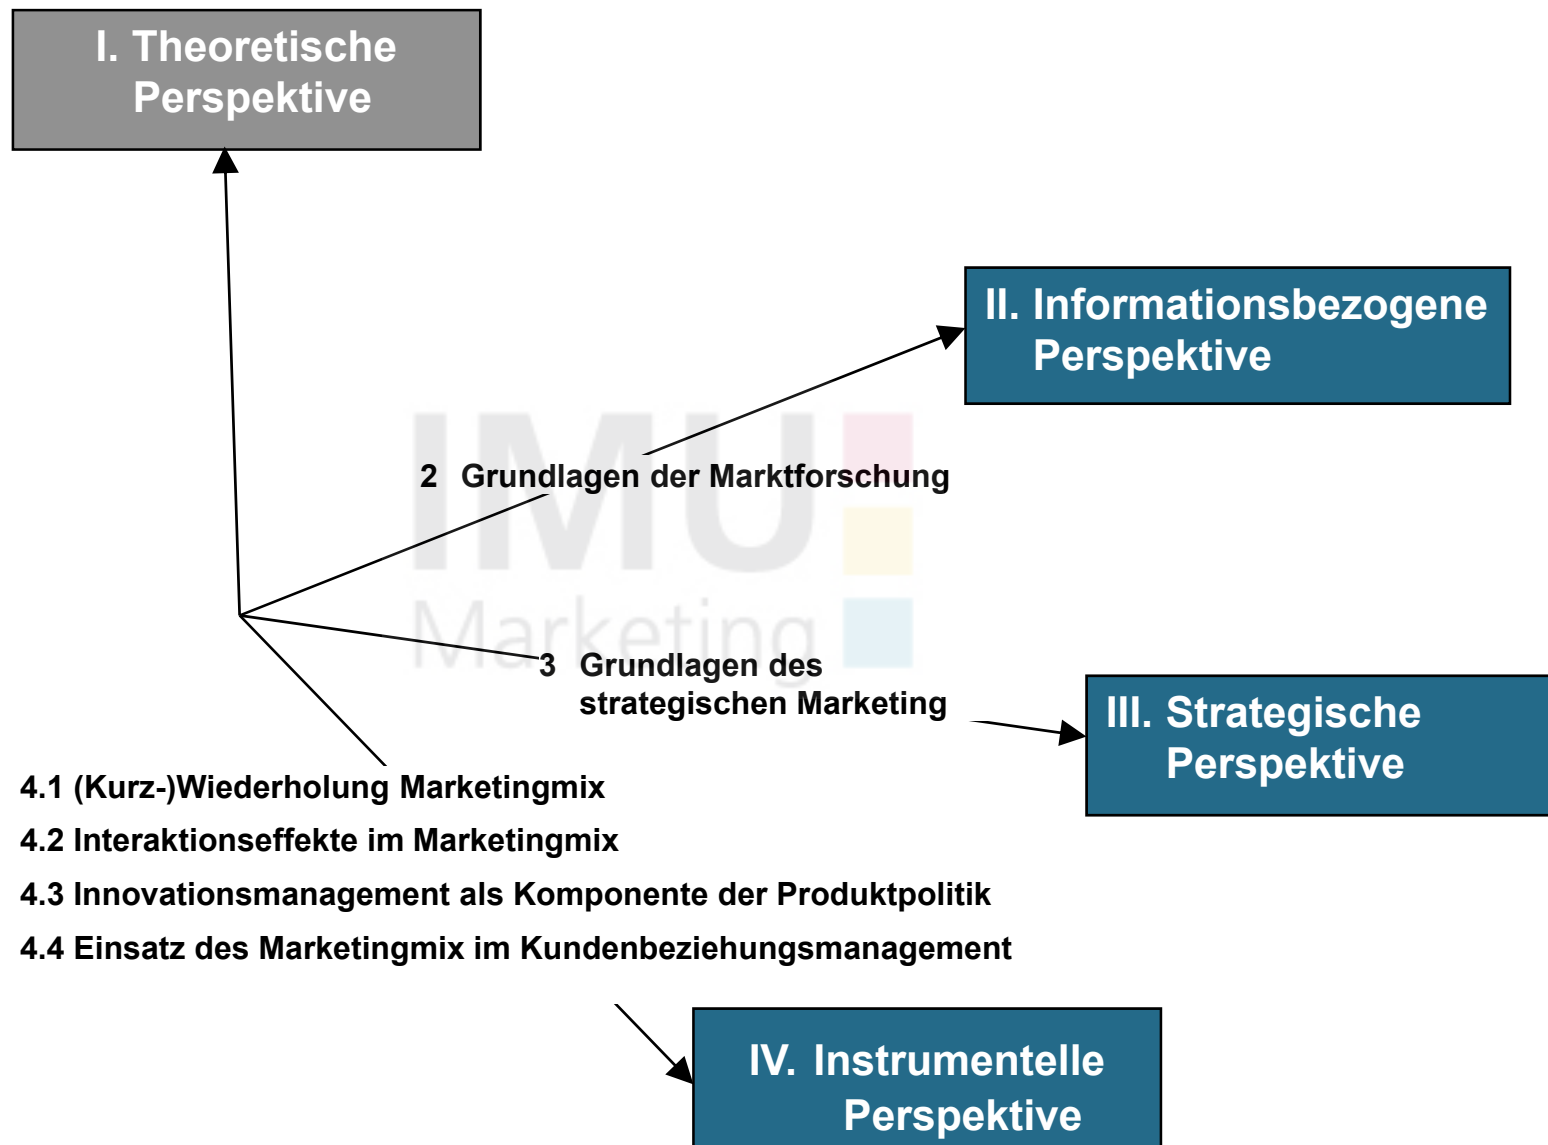 I. Theoretische
Perspektive
II. Informationsbezogene
Perspektive
IMU
Marketing
2 Grundlagen der Marktforschung
3 Grundlagen des
strategischen Marketing
III. Strategische
Perspektive
4.1 (Kurz-)Wiederholung Marketingmix
4.2 Interaktionseffekte im Marketingmix
4.3 Innovationsmanagement als Komponente der Produktpolitik
4.4 Einsatz des Marketingmix im Kundenbeziehungsmanagement
IV. Instrumentelle
Perspektive